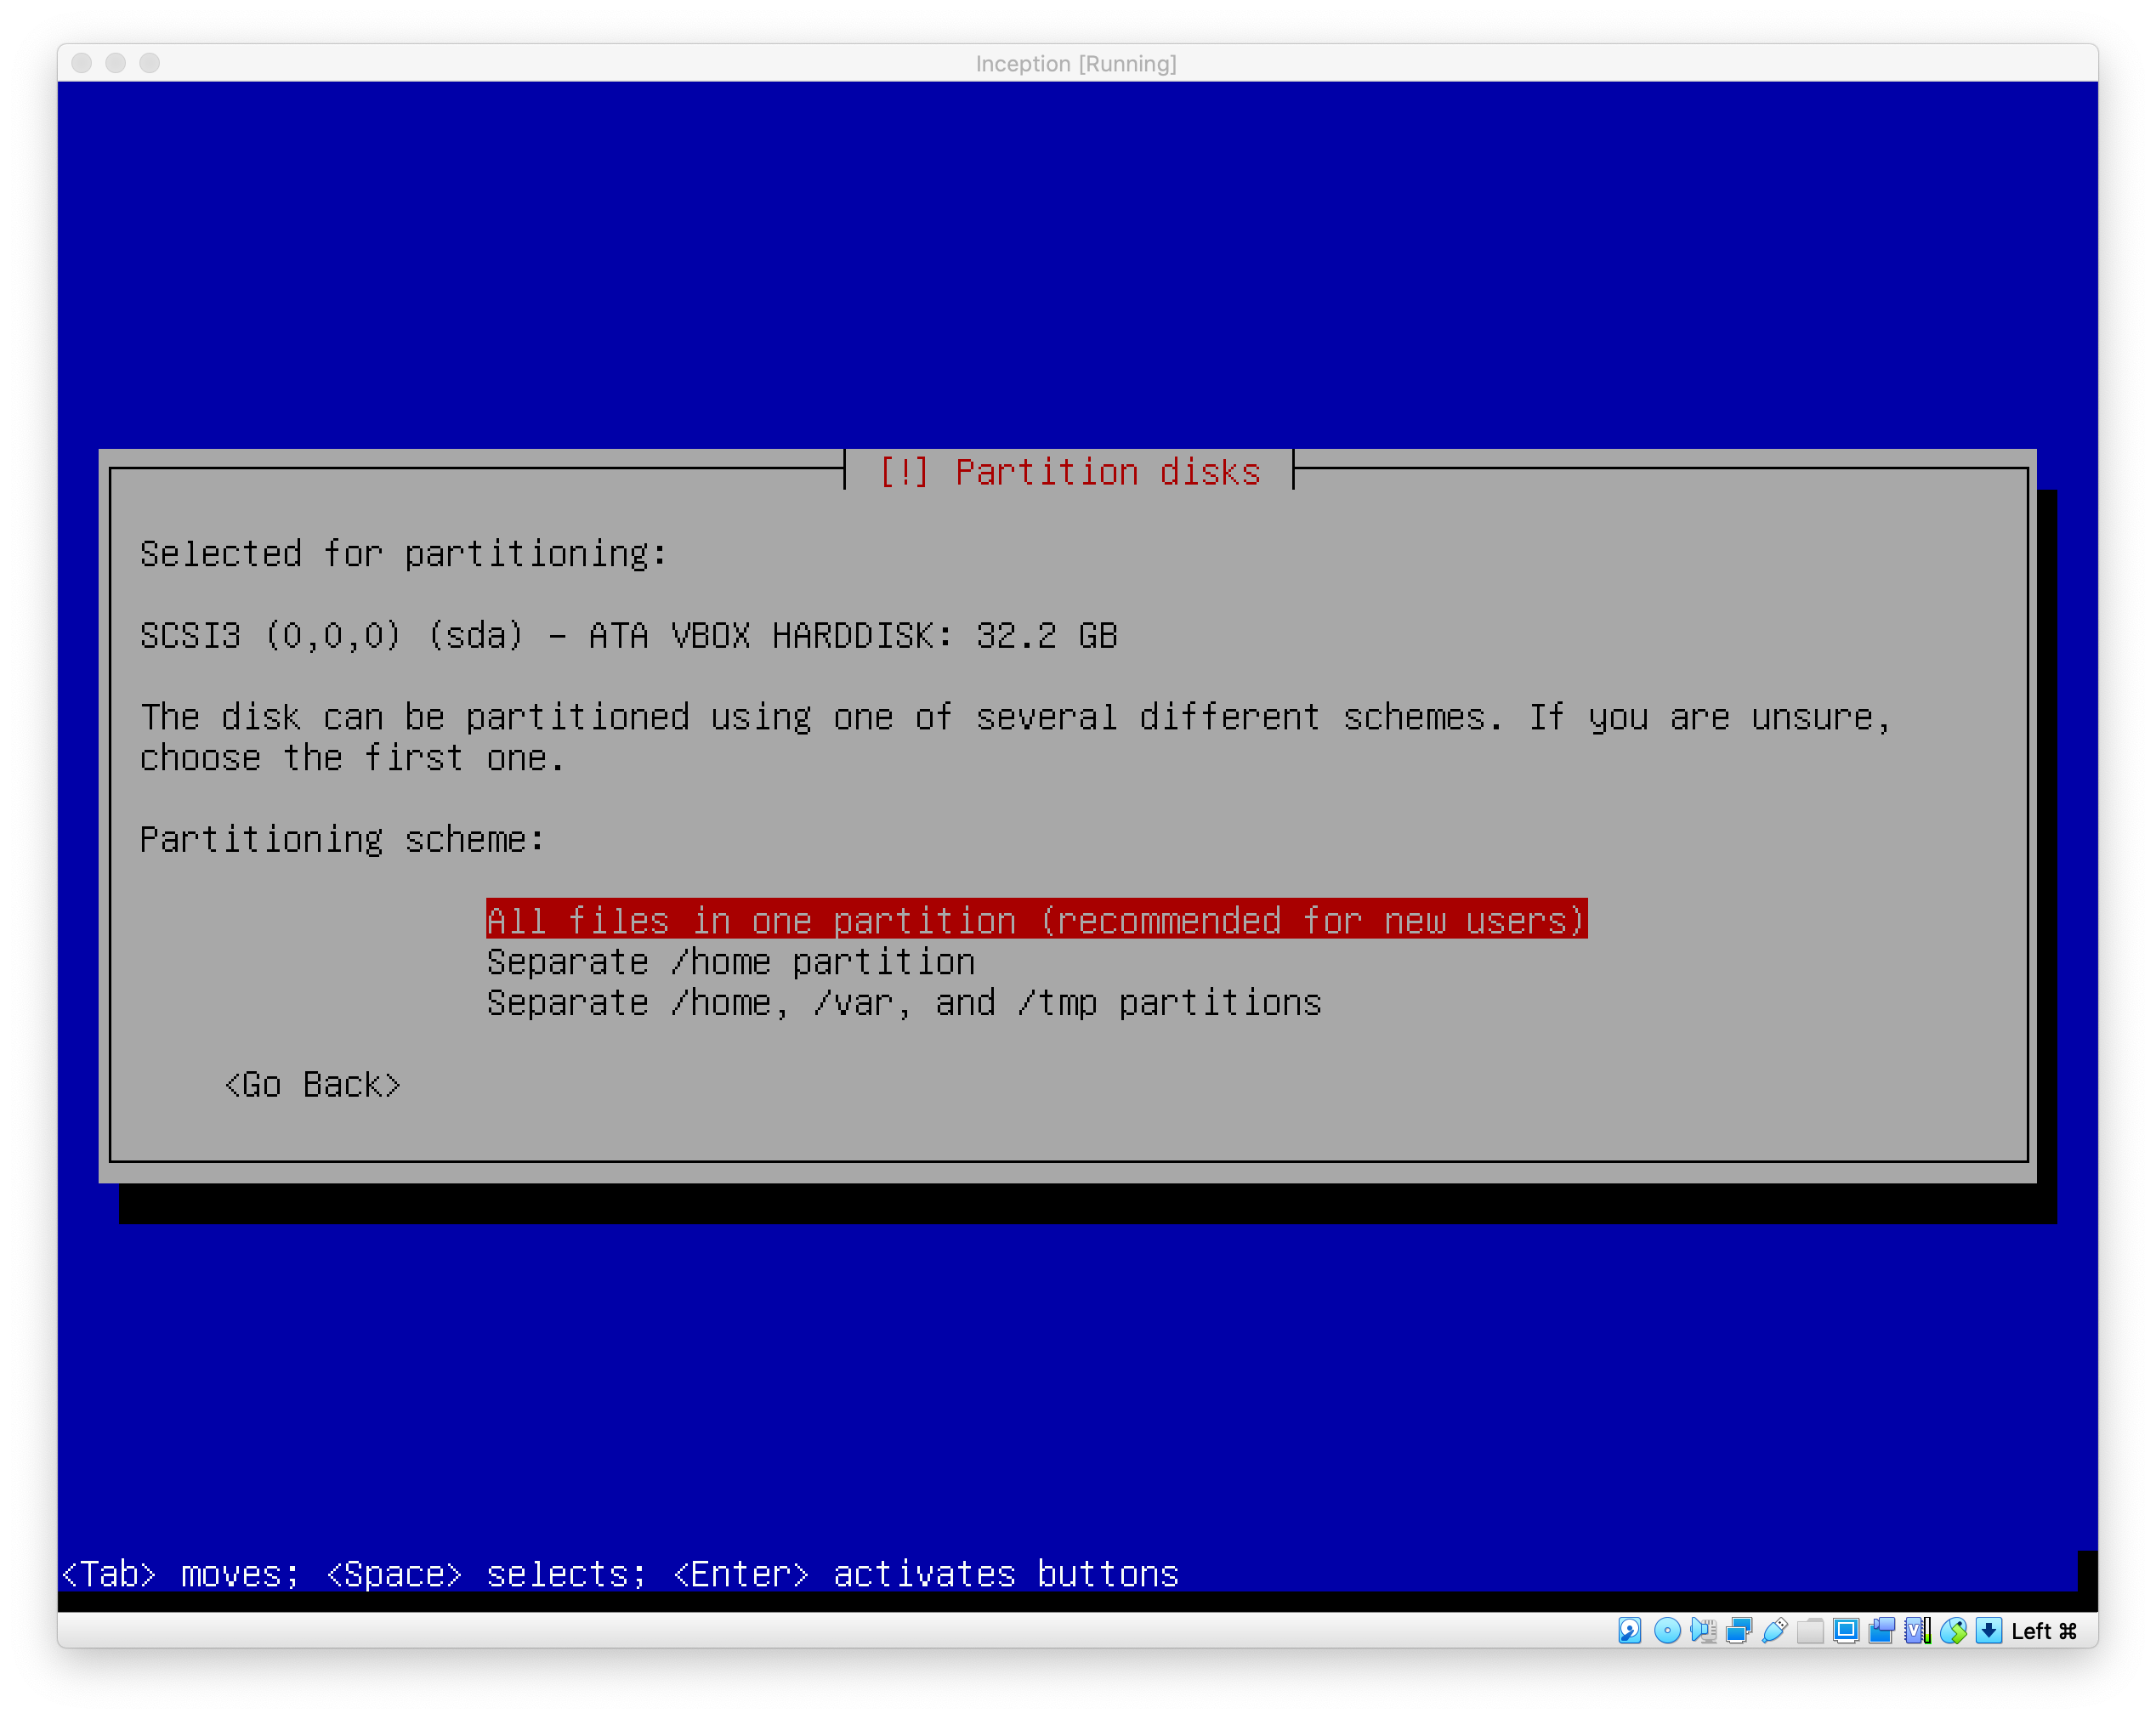 Inception [Running]
[!] Partition disks
Selected for partitioning:
SCSI3 (0,0,0) (sda) - ATA VBOX HARDDISK: 32.2 GB
The disk can be partitioned using one of several different schemes. If you are unsure,
choose the first one.
Partitioning scheme:
All files in one partition (recommended for new users)
Separate /home partition
Separate /home, /var, and /tmp partitions
<Go Back>
<Tab> moves; <Space> selects; <Enter> activates buttons
Left ⌘